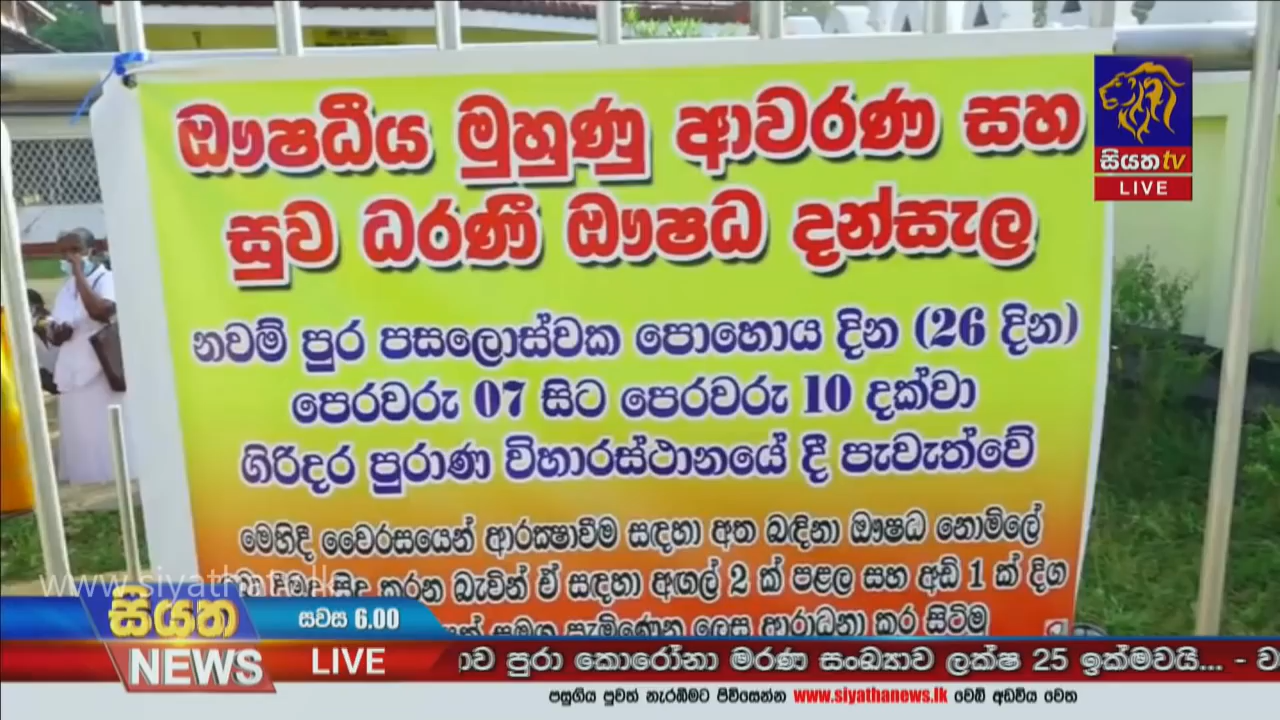 ඖෂධීය මුහුණු ආවරණ සහ
සුව ධරණී ඖෂධ දන්සැල
නවම් පුර පසලොස්වක පොහොය දින (26 දින)
පෙරවරු 07 සිට පෙරවරු 10 දක්වා
ගිරිදර පුරාණ විහාරස්ථානයේ දී පැවැත්වේ
මෙහිදී වෛරසයෙන් ආරක්‍ෂාවීම සඳහා අත බඳිනා ඖෂධ නොමිලේ
කරන බැවින් ඒ සඳහා අඟල් 2 ක් පළල සහ අඩි 1 ක් දිග
සමග පැමිණෙන ලෙස ආරාධනා කර සිටිමු
සියත tv
LIVE
www.siyathatv.lk
සියත
NEWS
සවස 6.00
LIVE
පුරා කොරෝනා මරණ සංඛ්‍යාව ලක්ෂ 25 ඉක්මවයි... -
පසුගිය පුවත් නැරඹීමට පිවිසෙන්න www.siyathanews.lk වෙබ් අඩවිය වෙත